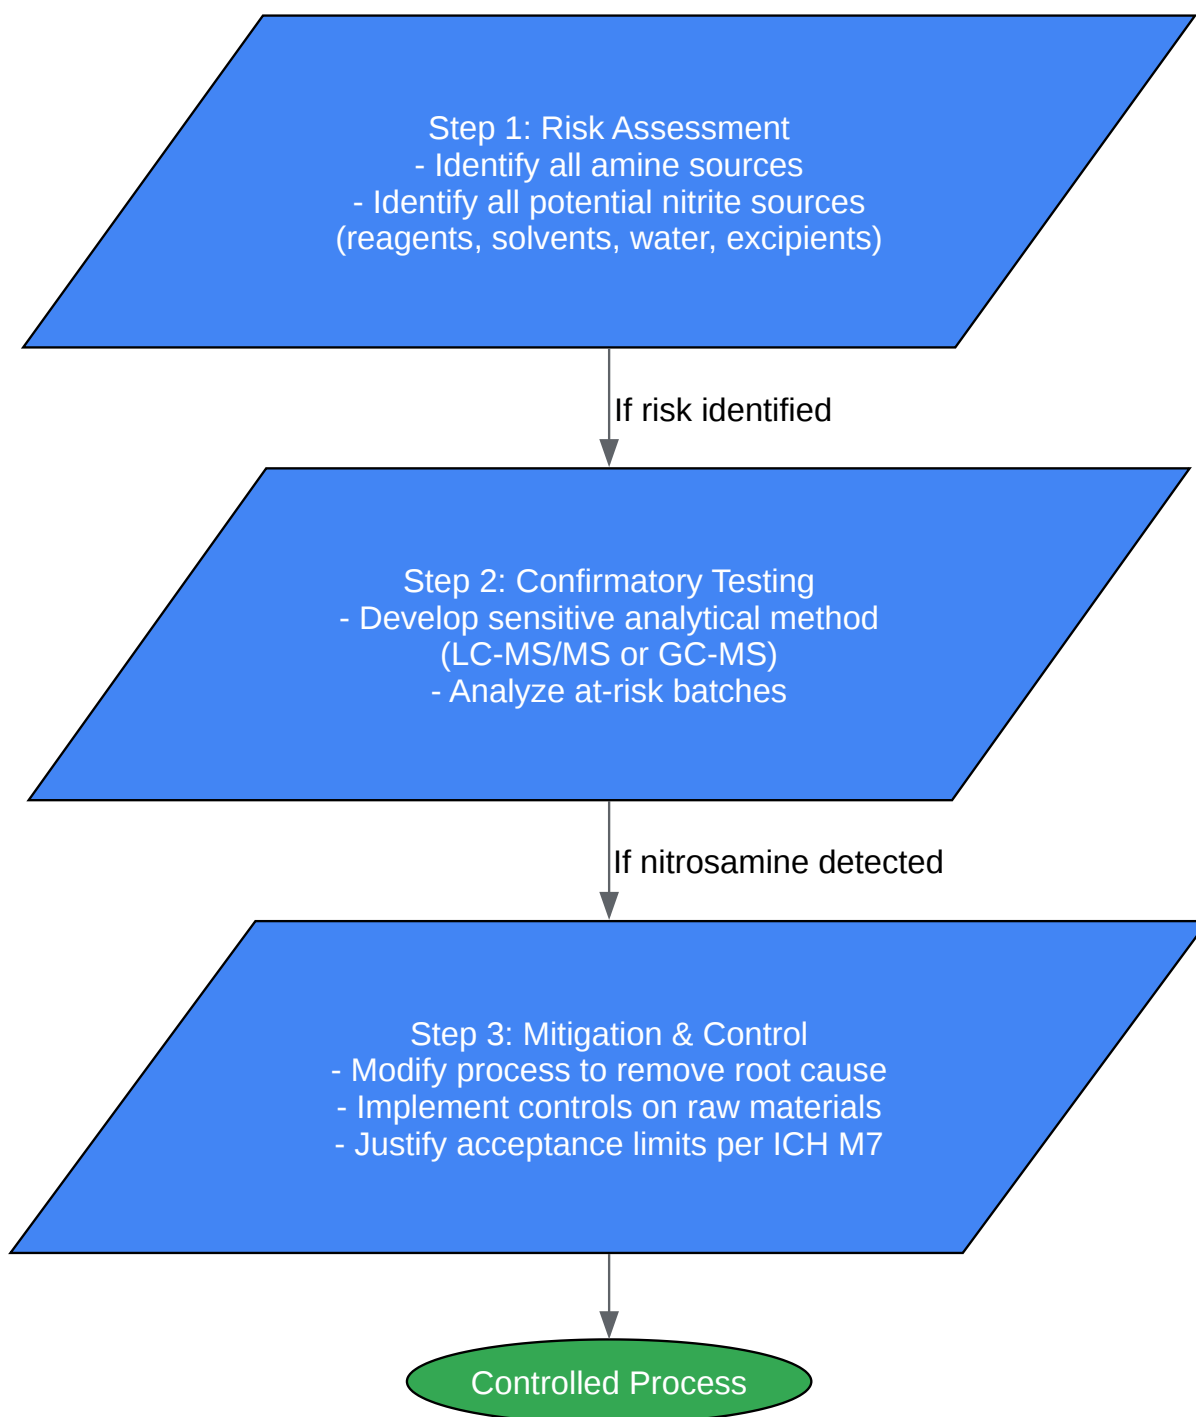 Step 1: Risk Assessment
- Identify all amine sources
- Identify all potential nitrite sources
(reagents, solvents, water, excipients)
If risk identified
Step 2: Confirmatory Testing
- Develop sensitive analytical method
(LC-MS/MS or GC-MS)
- Analyze at-risk batches
If nitrosamine detected
Step 3: Mitigation & Control
- Modify process to remove root cause
- Implement controls on raw materials
- Justify acceptance limits per ICH M7
Controlled Process